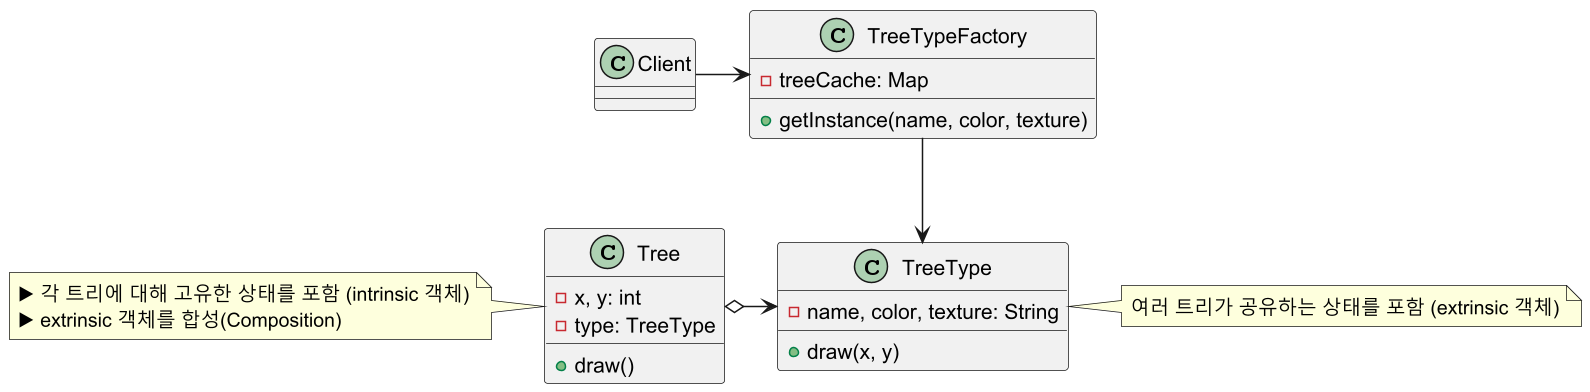 C Client
C TreeTypeFactory
treeCache: Map
getInstance(name, color, texture)
▶ 각 트리에 대해 고유한 상태를 포함 (intrinsic 객체)
▶ extrinsic 객체를 합성(Composition)
C Tree
x, y: int
type: TreeType
draw()
C TreeType
name, color, texture: String
draw(x, y)
여러 트리가 공유하는 상태를 포함 (extrinsic 객체)